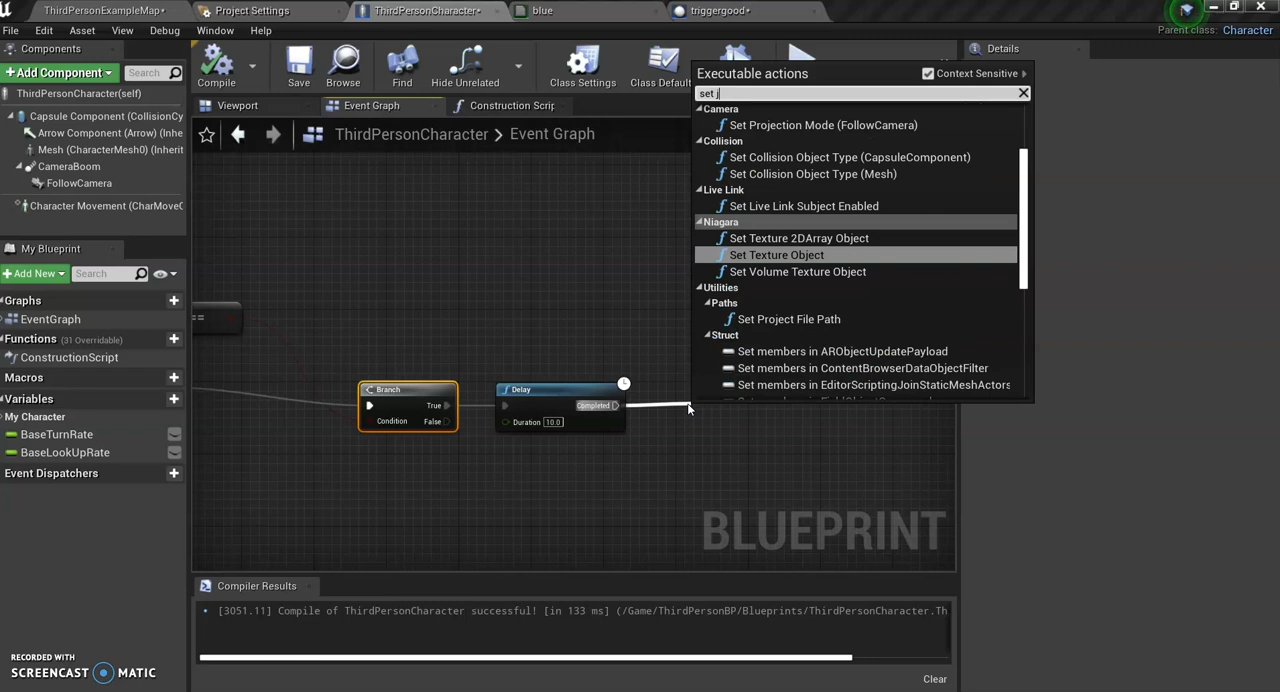 ThirdPersonExampleMap•
Project Settings
ThirdPersonCharacter•
blue
triggergood•
File Edit Asset View Debug Window Help
Parent class: Character
Components
+Add Component
Search
ThirdPersonCharacter(self)
Capsule Component (CollisionCy
Arrow Component (Arrow) (Inhe
Mesh (CharacterMesh0) (Inherit
CameraBoom
FollowCamera
Character Movement (CharMoveC
Compile
Save
Browse
Find
Hide Unrelated
Class Settings
Class Defau
Viewport
Event Graph
Construction Scrip
ThirdPersonCharacter > Event Graph
Details
Executable actions
Context Sensitive
set j
Camera
Set Projection Mode (FollowCamera)
Collision
Set Collision Object Type (CapsuleComponent)
Set Collision Object Type (Mesh)
Live Link
Set Live Link Subject Enabled
Niagara
Set Texture 2DArray Object
Set Texture Object
Set Volume Texture Object
Utilities
Paths
Set Project File Path
Struct
Set members in ARObjectUpdatePayload
Set members in ContentBrowserDataObjectFilter
Set members in EditorScriptingJoinStaticMeshActors
My Blueprint
+Add New
Search
Graphs
EventGraph
Functions (31 Overridable)
ConstructionScript
Macros
Variables
My Character
BaseTurnRate
BaseLookUpRate
Event Dispatchers
==
Branch
True
Condition
False
Delay
Completed
Duration 10.0
BLUEPRINT
Compiler Results
[3051.11] Compile of ThirdPersonCharacter successful! [in 133 ms] (/Game/ThirdPersonBP/Blueprints/ThirdPersonCharacter.Th
Clear
RECORDED WITH
SCREENCAST MATIC